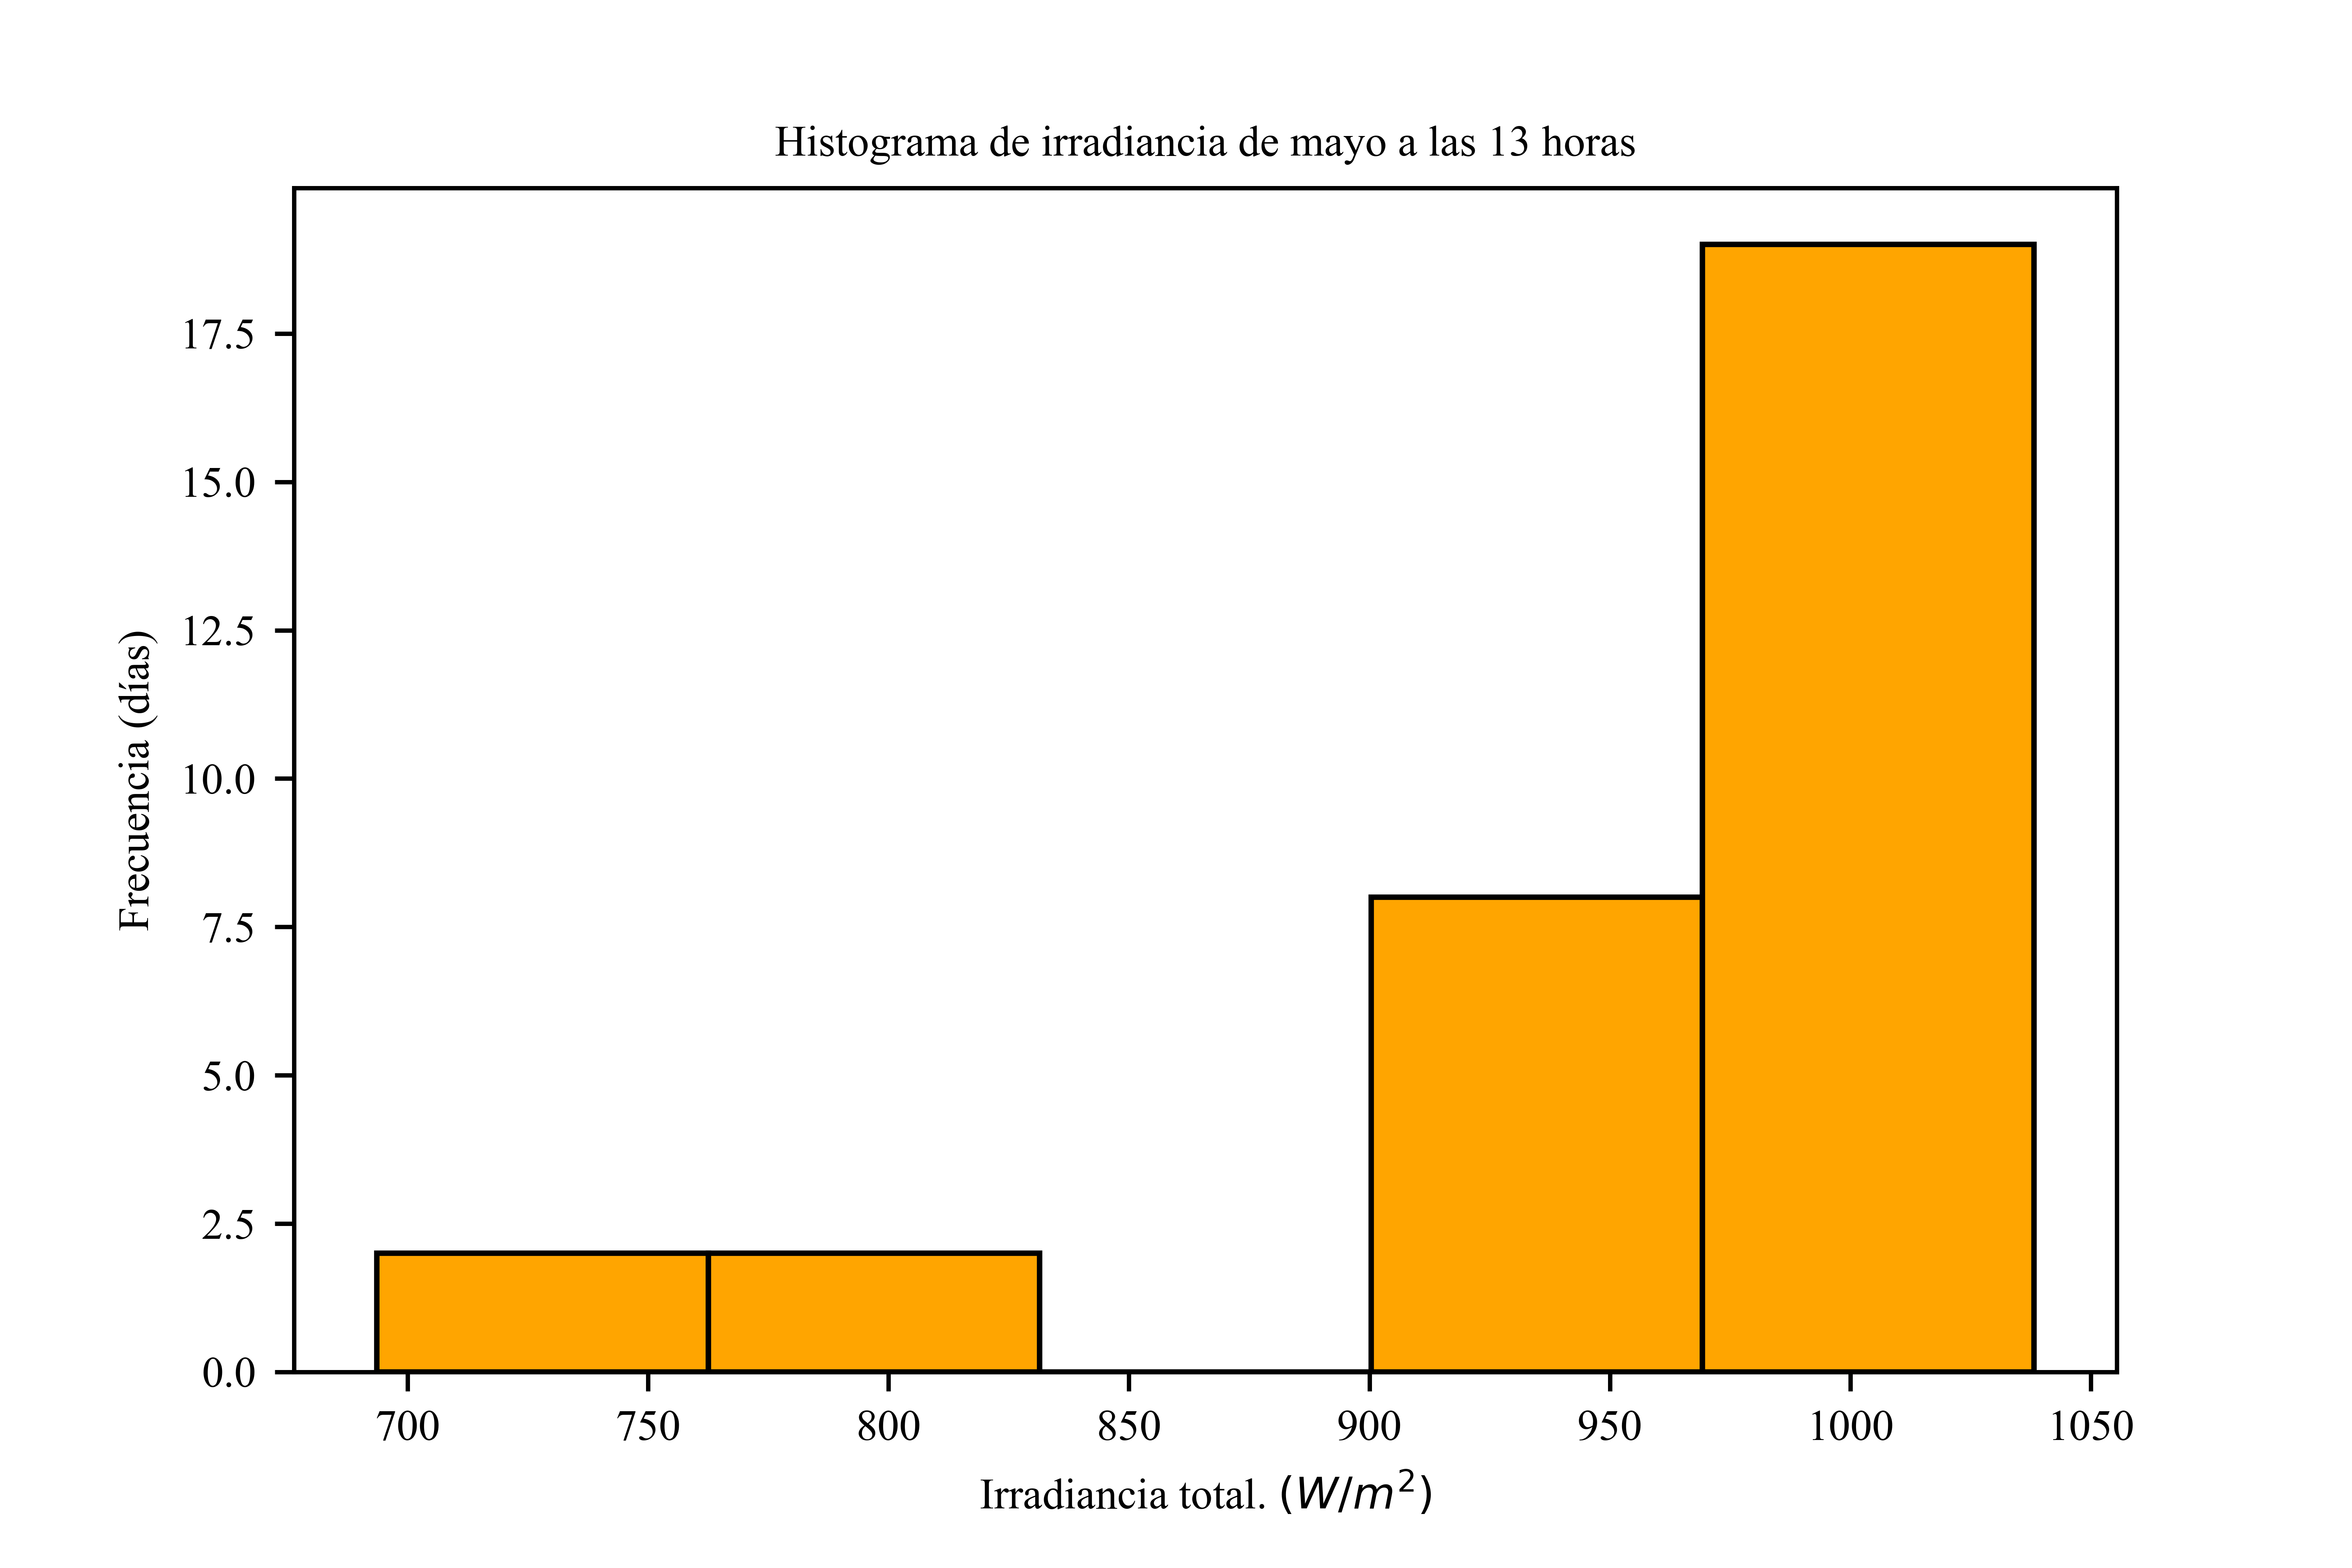 Histograma de irradiancia de mayo a las 13 horas
Frecuencia (días)
17.5
15.0
12.5
10.0
7.5
5.0
2.5
0.0
700 750 800 850 900 950 1000 1050
Irradiancia total. (W/m²)